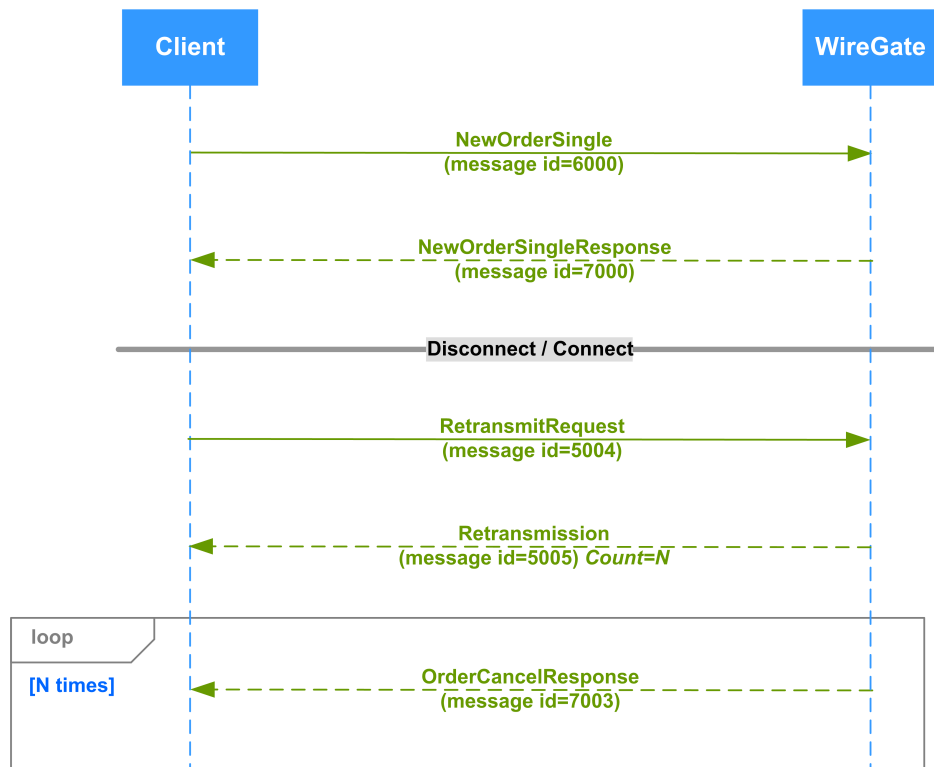 Client
WireGate
NewOrderSingle
(message id=6000)
NewOrderSingleResponse
(message id=7000)
Disconnect / Connect
RetransmitRequest
(message id=5004)
Retransmission
(message id=5005) Count=N
loop
[N times]
OrderCancelResponse
(message id=7003)